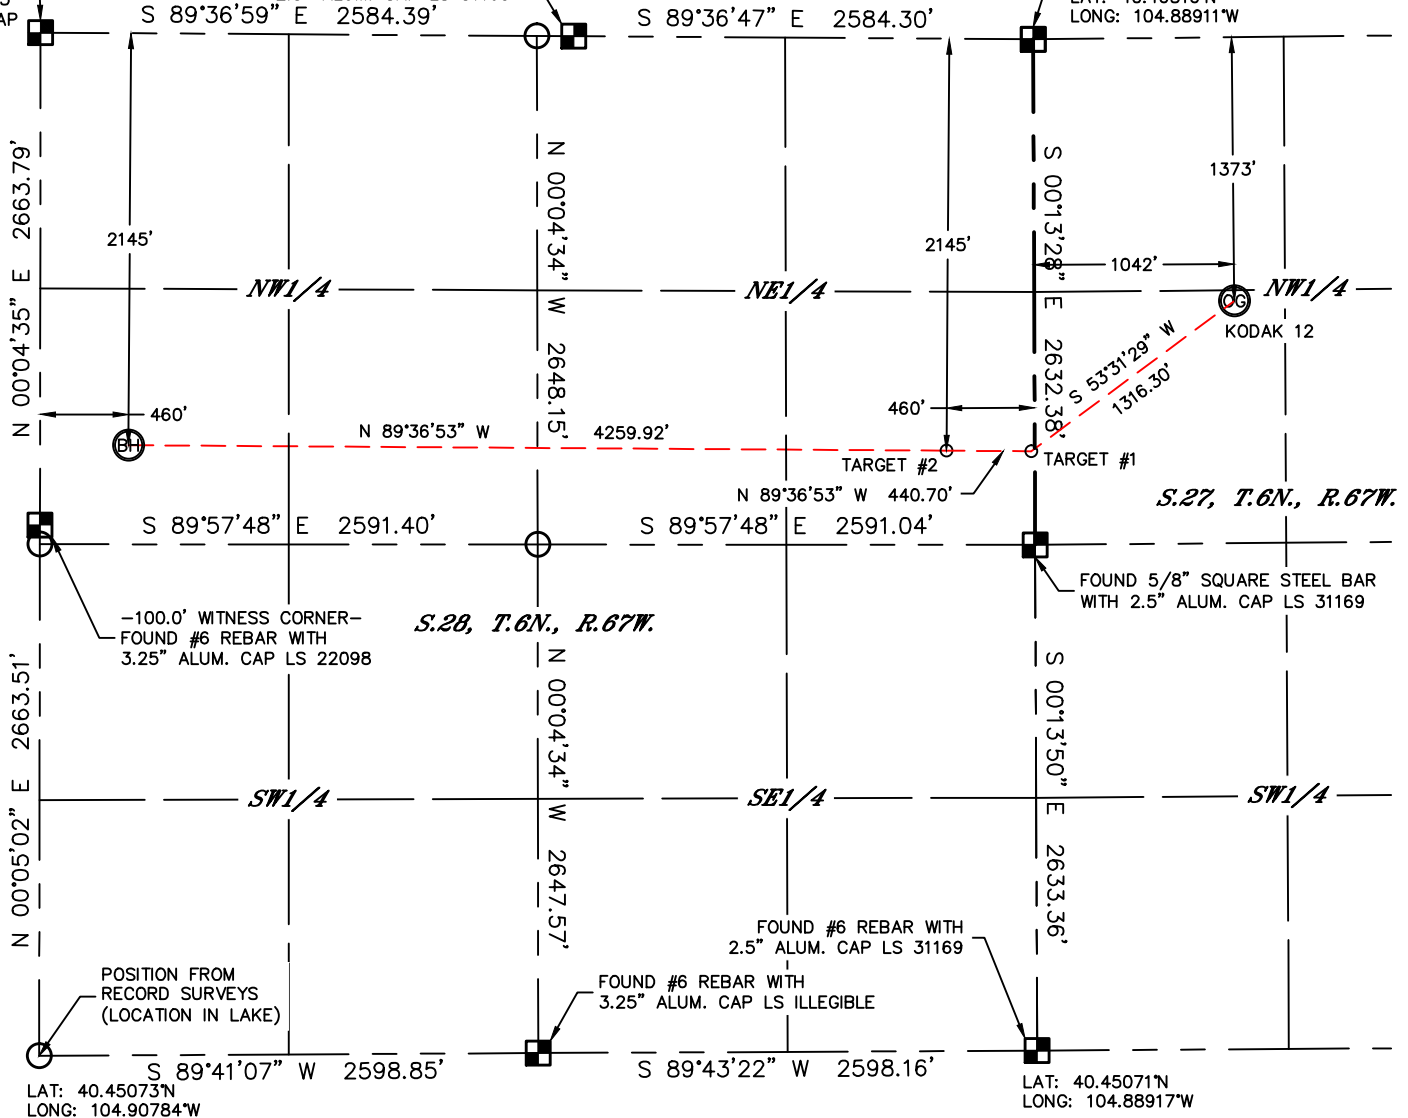 AP
S 89°36'59" E 2584.39'
S 89°36'47" E 2584.30'
LONG: 104.88911°W
N 00°04'35" E 2663.79'
2145'
NW1/4
460'
BH
N 89°36'53" W 4259.92'
N 00°04'34" W 2648.15'
NE1/4
2145'
460'
TARGET #2
N 89°36'53" W 440.70'
S 00°13'28" E 2632.38'
1373'
1042'
NW1/4
OG
KODAK 12
S 53°31'29" W
1316.30'
TARGET #1
S.27, T.6N., R.67W.
S 89°57'48" E 2591.40'
S 89°57'48" E 2591.04'
FOUND 5/8" SQUARE STEEL BAR
WITH 2.5" ALUM. CAP LS 31169
-100.0' WITNESS CORNER-
FOUND #6 REBAR WITH
3.25" ALUM. CAP LS 22098
S.28, T.6N., R.67W.
N 00°05'02" E 2663.51'
SW1/4
N 00°04'34" W 2647.57'
SE1/4
S 00°13'50" E 2633.36'
SW1/4
FOUND #6 REBAR WITH
2.5" ALUM. CAP LS 31169
POSITION FROM
RECORD SURVEYS
(LOCATION IN LAKE)
FOUND #6 REBAR WITH
3.25" ALUM. CAP LS ILLEGIBLE
S 89°41'07" W 2598.85'
S 89°43'22" W 2598.16'
LAT: 40.45073°N
LONG: 104.90784°W
LAT: 40.45071°N
LONG: 104.88917°W